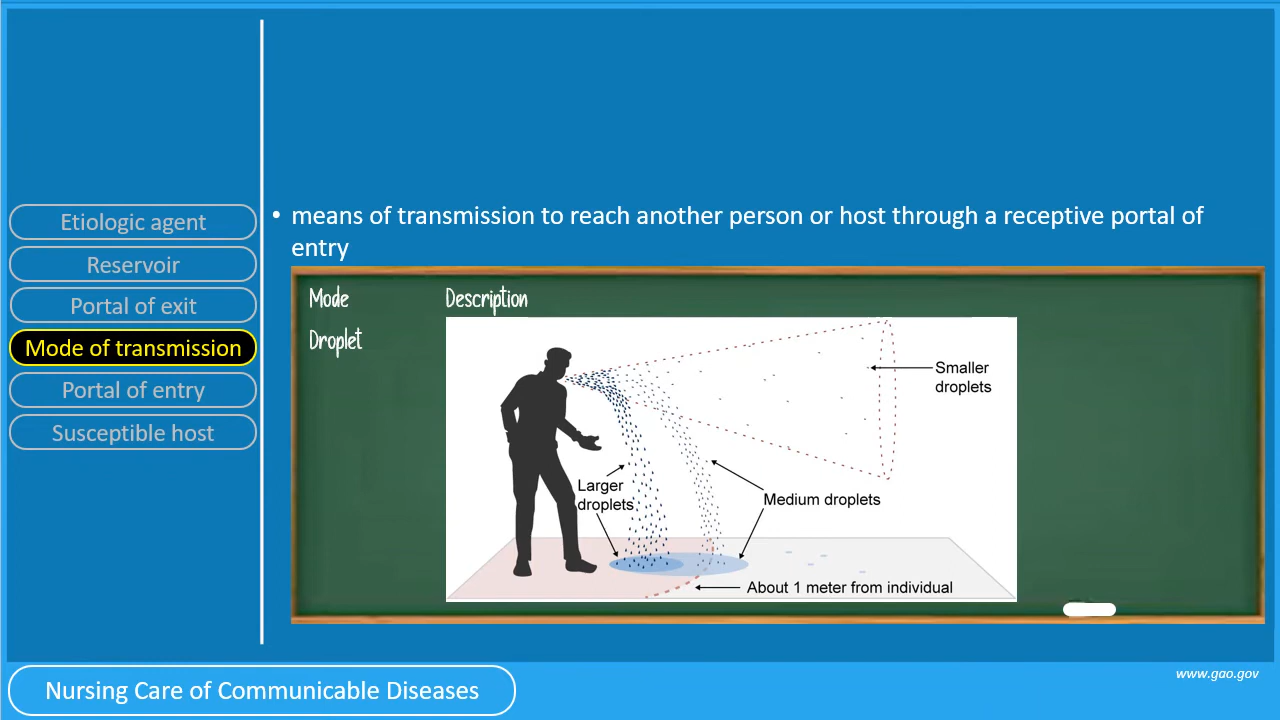 Etiologic agent
Reservoir
Portal of exit
Mode of transmission
Portal of entry
Susceptible host
• means of transmission to reach another person or host through a receptive portal of
entry
Mode Description
Droplet
Smaller
droplets
Larger
droplets
Medium droplets
About 1 meter from individual
www.gao.gov
Nursing Care of Communicable Diseases